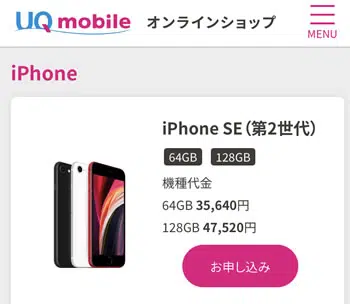 UQ mobile オンラインショップ
MENU
iPhone
iPhone SE（第2世代）
64GB 128GB
機種代金
64GB 35,640円
128GB 47,520円
お申し込み